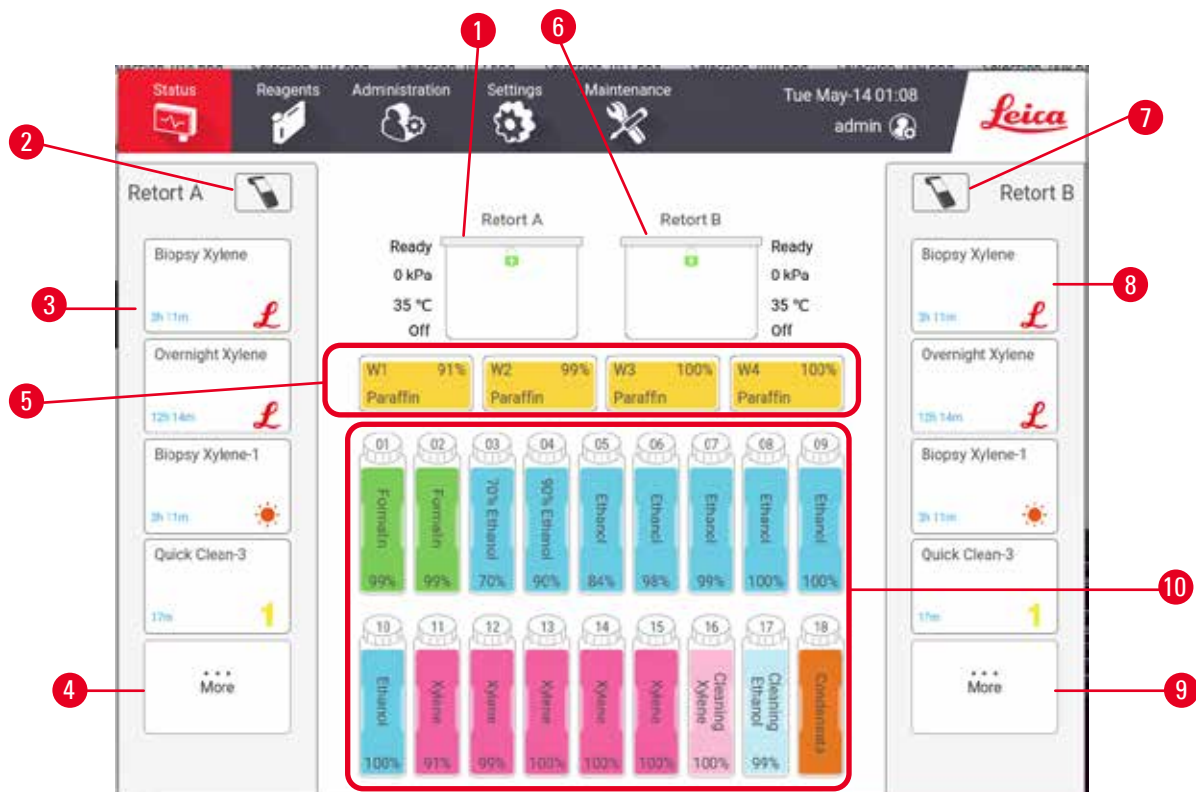 1
6
Status
Reagents
Administration
Settings
Maintenance
Tue May-14 01:08
admin
Leica
2
7
Retort A
Retort B
Retort A
Retort B
Biopsy Xylene
3h 11m
3
Ready
0 kPa
35 °C
Off
Ready
0 kPa
35 °C
Off
Biopsy Xylene
3h 11m
8
Overnight Xylene
12h 14m
5
W1 91%
Paraffin
W2 99%
Paraffin
W3 100%
Paraffin
W4 100%
Paraffin
Overnight Xylene
12h 14m
Biopsy Xylene-1
3h 11m
Biopsy Xylene-1
3h 11m
Quick Clean-3
17m
1
Quick Clean-3
17m
1
01 02 03 04 05 06 07 08 09
Formalin
Formalin
70% Ethanol
90% Ethanol
Ethanol
Ethanol
Ethanol
Ethanol
Ethanol
99% 99% 70% 90% 84% 98% 99% 100% 100%
10
10 11 12 13 14 15 16 17 18
Ethanol
Xylene
Xylene
Xylene
Xylene
Xylene
Cleaning
Xylene
Cleaning
Ethanol
Condensate
100% 91% 99% 100% 100% 100% 100% 99%
4
...
More
...
More
9